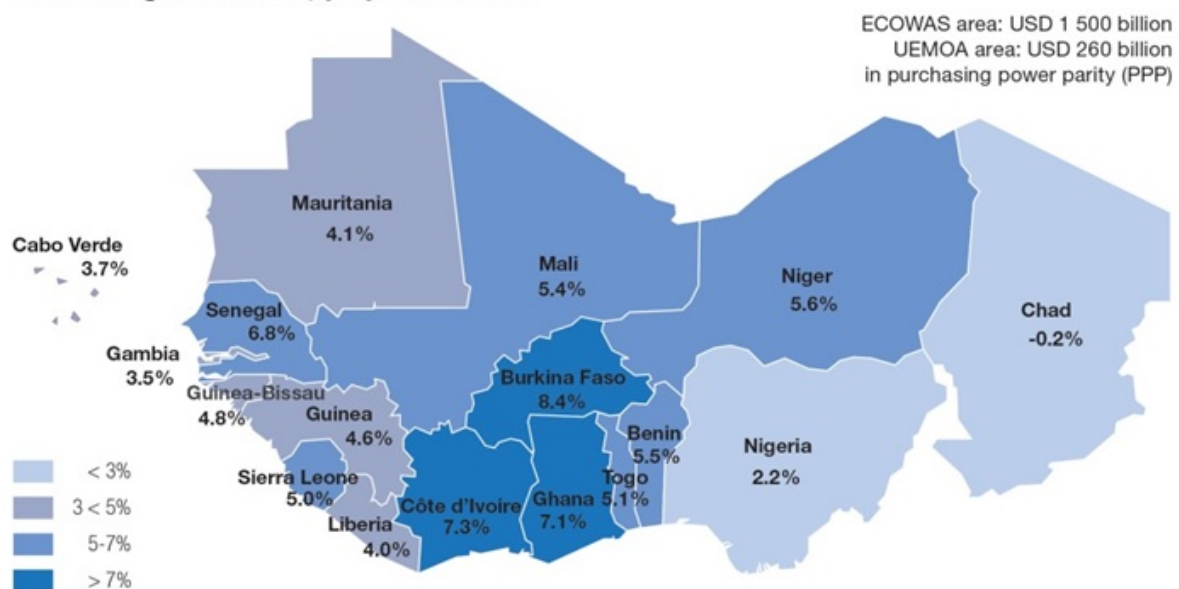 ECOWAS area: USD 1 500 billion
UEMOA area: USD 260 billion
in purchasing power parity (PPP)
Mauritania
4.1%
Cabo Verde
3.7%
Mali
5.4%
Niger
5.6%
Chad
-0.2%
Senegal
6.8%
Gambia
3.5%
Guinea-Bissau
4.8%
Guinea
4.6%
Burkina Faso
8.4%
Benin
5.5%
Nigeria
2.2%
Sierra Leone
5.0%
Togo
5.1%
Côte d'Ivoire
7.3%
Ghana
7.1%
Liberia
4.0%
< 3%
3 < 5%
5-7%
> 7%